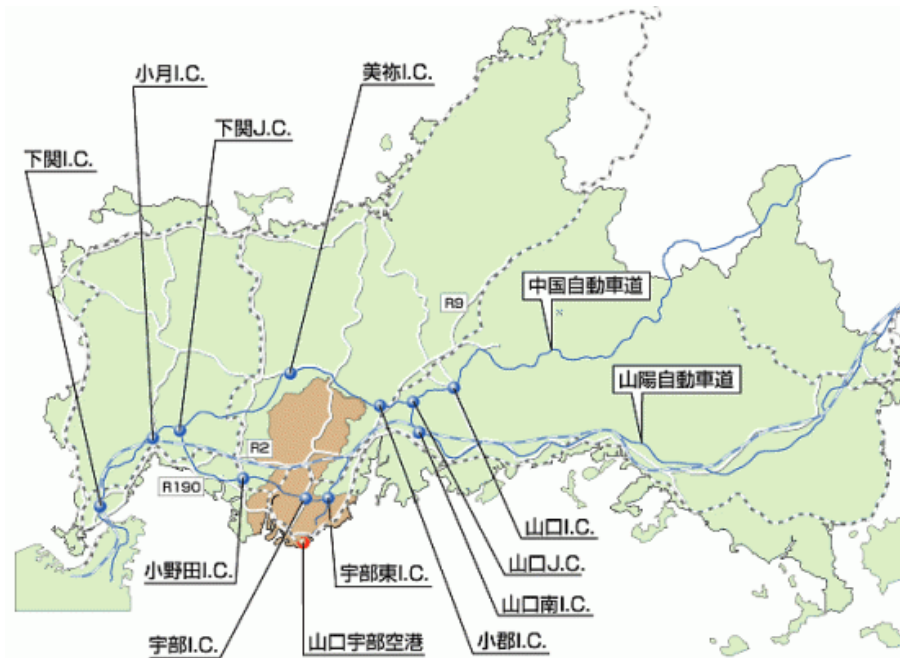 小月I.C.
美祢I.C.
下関J.C.
下関I.C.
中国自動車道
R9
山陽自動車道
R2
R190
山口I.C.
小野田I.C.
宇部東I.C.
山口J.C.
山口南I.C.
宇部I.C.
山口宇部空港
小郡I.C.